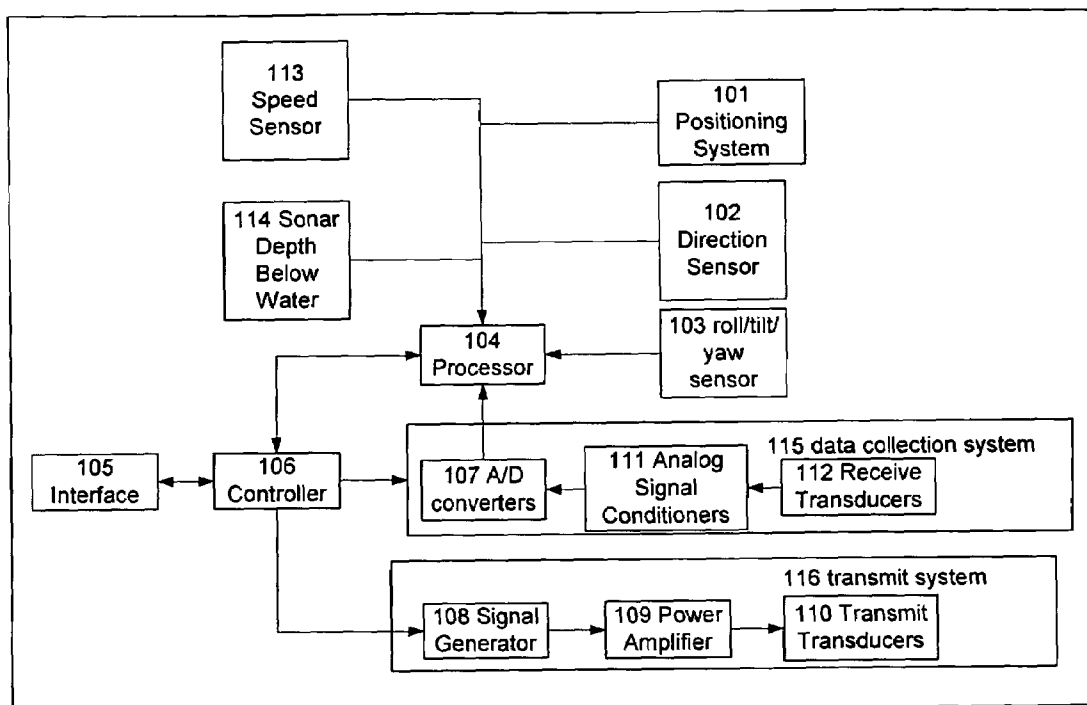 113
Speed
Sensor
101
Positioning
System
114 Sonar
Depth
Below
Water
102
Direction
Sensor
104
Processor
103 roll/tilt/
yaw
sensor
115 data collection system
105
Interface
106
Controller
107 A/D
converters
111 Analog
Signal
Conditioners
112 Receive
Transducers
116 transmit system
108 Signal
Generator
109 Power
Amplifier
110 Transmit
Transducers